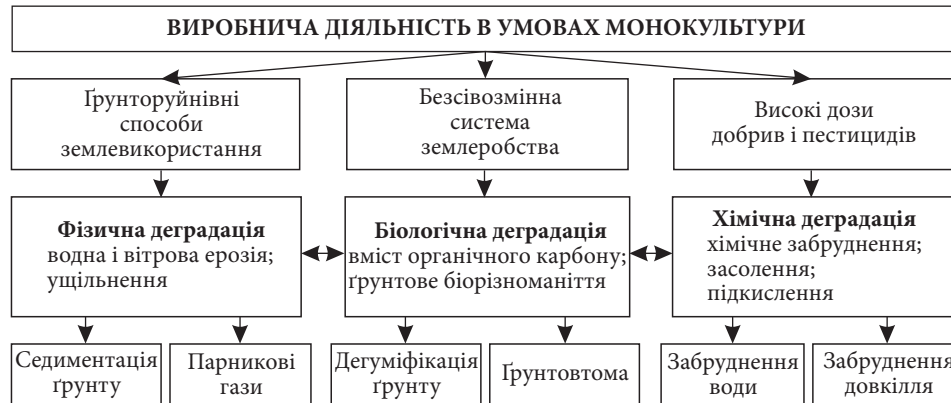 ВИРОБНИЧА ДІЯЛЬНІСТЬ В УМОВАХ МОНОКУЛЬТУРИ
Ґрунторуйнівні
способи
землевикористання
Безсівозмінна
система
землеробства
Високі дози
добрив і пестицидів
Фізична деградація
водна і вітрова ерозія;
ущільнення
Біологічна деградація
вміст органічного карбону;
ґрунтове біорізноманіття
Хімічна деградація
хімічне забруднення;
засолення;
підкислення
Седиментація
ґрунту
Парникові
гази
Дегуміфікація
ґрунту
Ґрунтовтома
Забруднення
води
Забруднення
довкілля